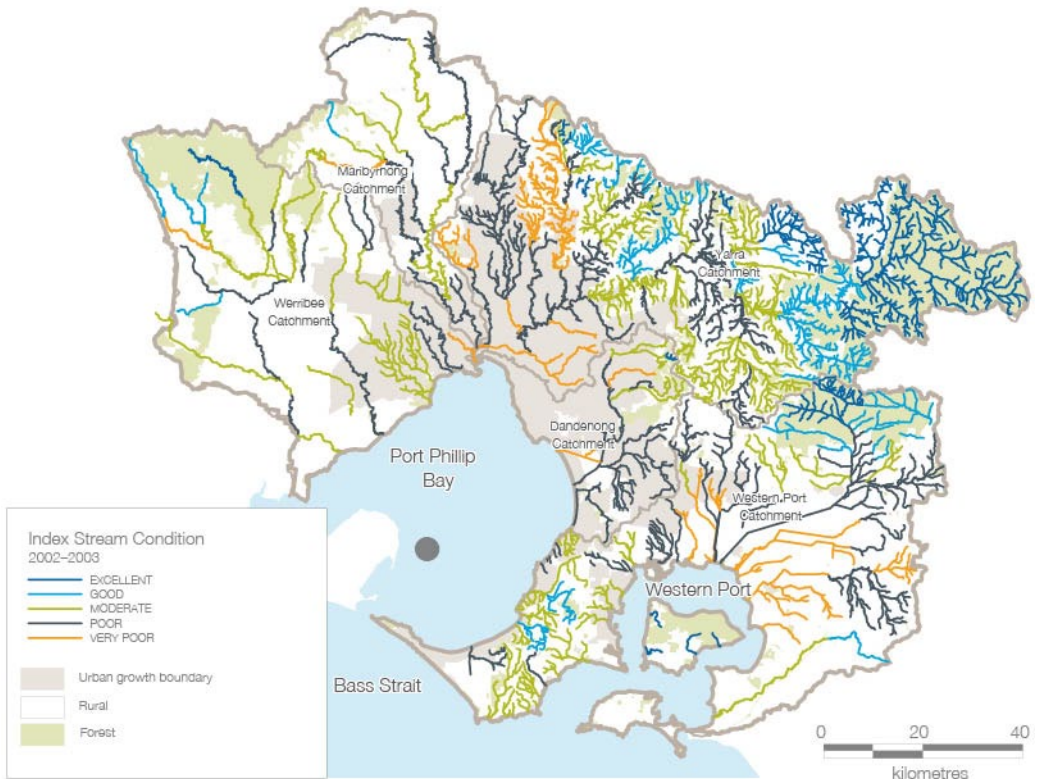 Maribyrnong
Catchment
Yarra
Catchment
Werribee
Catchment
Dandenong
Catchment
Port Phillip
Bay
Western Port
Catchment
Index Stream Condition
2002–2003
EXCELLENT
GOOD
MODERATE
POOR
VERY POOR
Urban growth boundary
Rural
Forest
Western Port
Bass Strait
0 20 40
kilometres